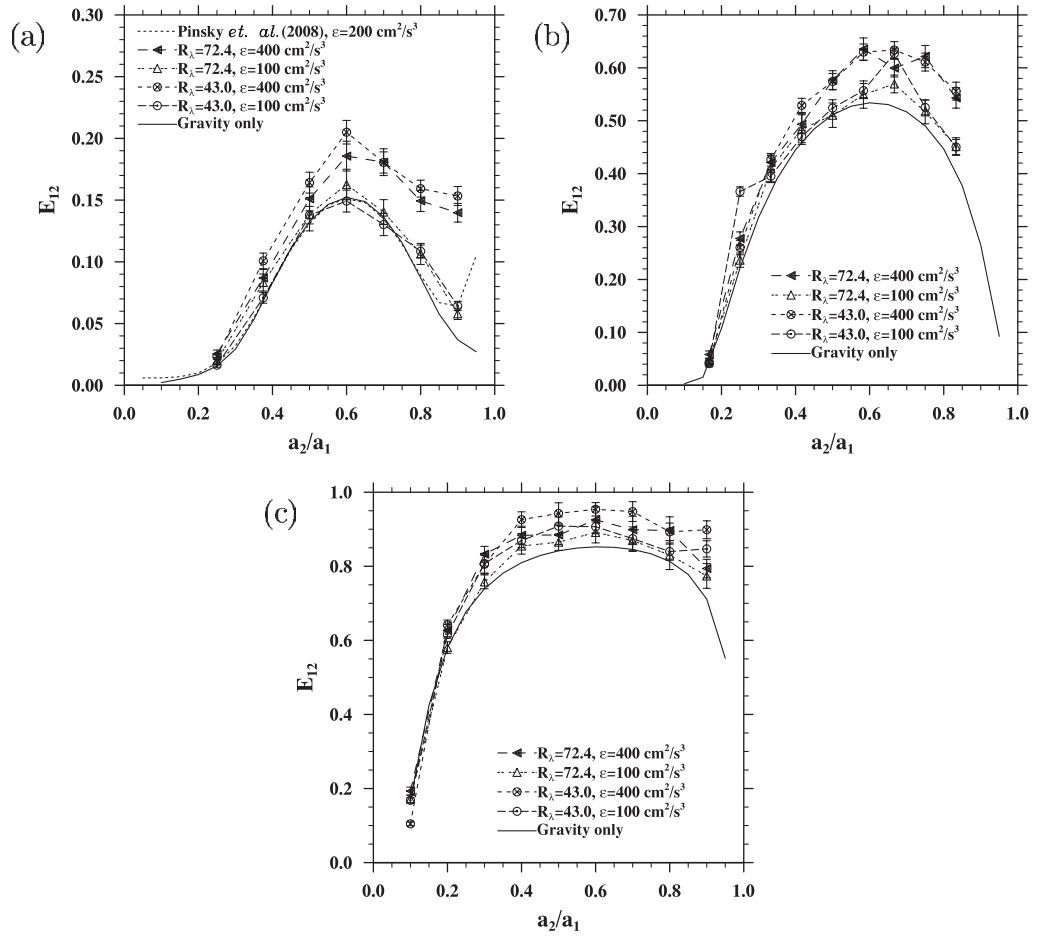 (a)
Pinsky et. al.(2008), ε=200 cm²/s³
R_λ=72.4, ε=400 cm²/s³
R_λ=72.4, ε=100 cm²/s³
R_λ=43.0, ε=400 cm²/s³
R_λ=43.0, ε=100 cm²/s³
Gravity only
0.30
0.25
0.20
0.15
0.10
0.05
0.00
E₁₂
0.0 0.2 0.4 0.6 0.8 1.0
a₂/a₁
(b)
0.70
0.60
0.50
0.40
0.30
0.20
0.10
0.00
E₁₂
R_λ=72.4, ε=400 cm²/s³
R_λ=72.4, ε=100 cm²/s³
R_λ=43.0, ε=400 cm²/s³
R_λ=43.0, ε=100 cm²/s³
Gravity only
0.0 0.2 0.4 0.6 0.8 1.0
a₂/a₁
(c)
1.0
0.8
0.6
0.4
0.2
0.0
E₁₂
R_λ=72.4, ε=400 cm²/s³
R_λ=72.4, ε=100 cm²/s³
R_λ=43.0, ε=400 cm²/s³
R_λ=43.0, ε=100 cm²/s³
Gravity only
0.0 0.2 0.4 0.6 0.8 1.0
a₂/a₁